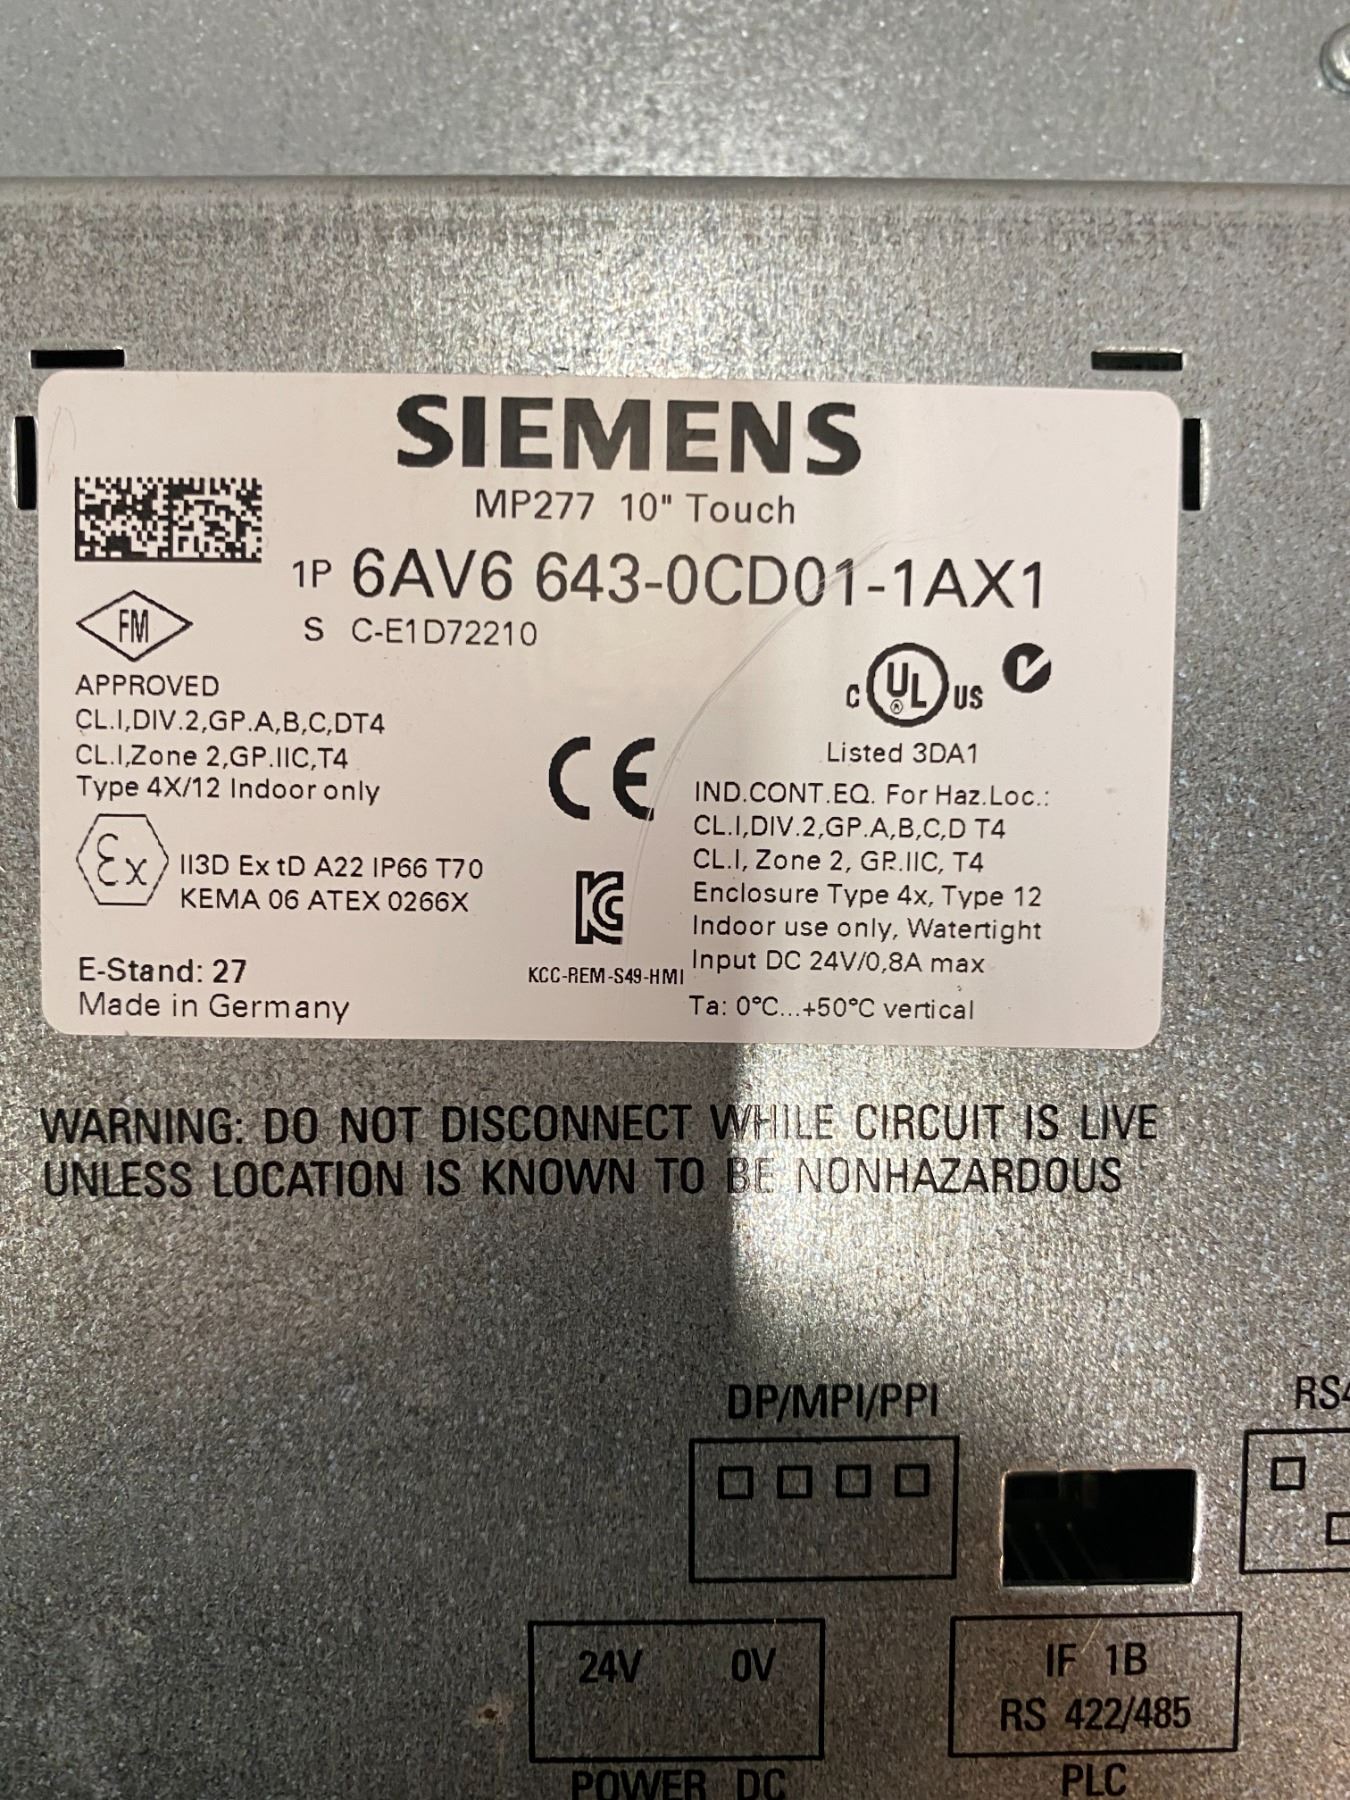 SIEMENS
MP277 10" Touch
1P 6AV6 643-0CD01-1AX1
S C-E1D72210
FM
APPROVED
CL.I,DIV.2,GP.A,B,C,DT4
CL.I,Zone 2,GP.IIC,T4
Type 4X/12 Indoor only
Ex
II3D Ex tD A22 IP66 T70
KEMA 06 ATEX 0266X
E-Stand: 27
Made in Germany
CE
KC
KCC-REM-S49-HMI
C UL ® US
Listed 3DA1
IND.CONT.EQ. For Haz.Loc.:
CL.I,DIV.2,GP.A,B,C,D T4
CL.I, Zone 2, GP.IIC, T4
Enclosure Type 4x, Type 12
Indoor use only, Watertight
Input DC 24V/0,8A max
Ta: 0°C...+50°C vertical
WARNING: DO NOT DISCONNECT WHILE CIRCUIT IS LIVE
UNLESS LOCATION IS KNOWN TO BE NONHAZARDOUS
DP/MPI/PPI
RS4
24V 0V
POWER DC
IF 1B
RS 422/485
PLC